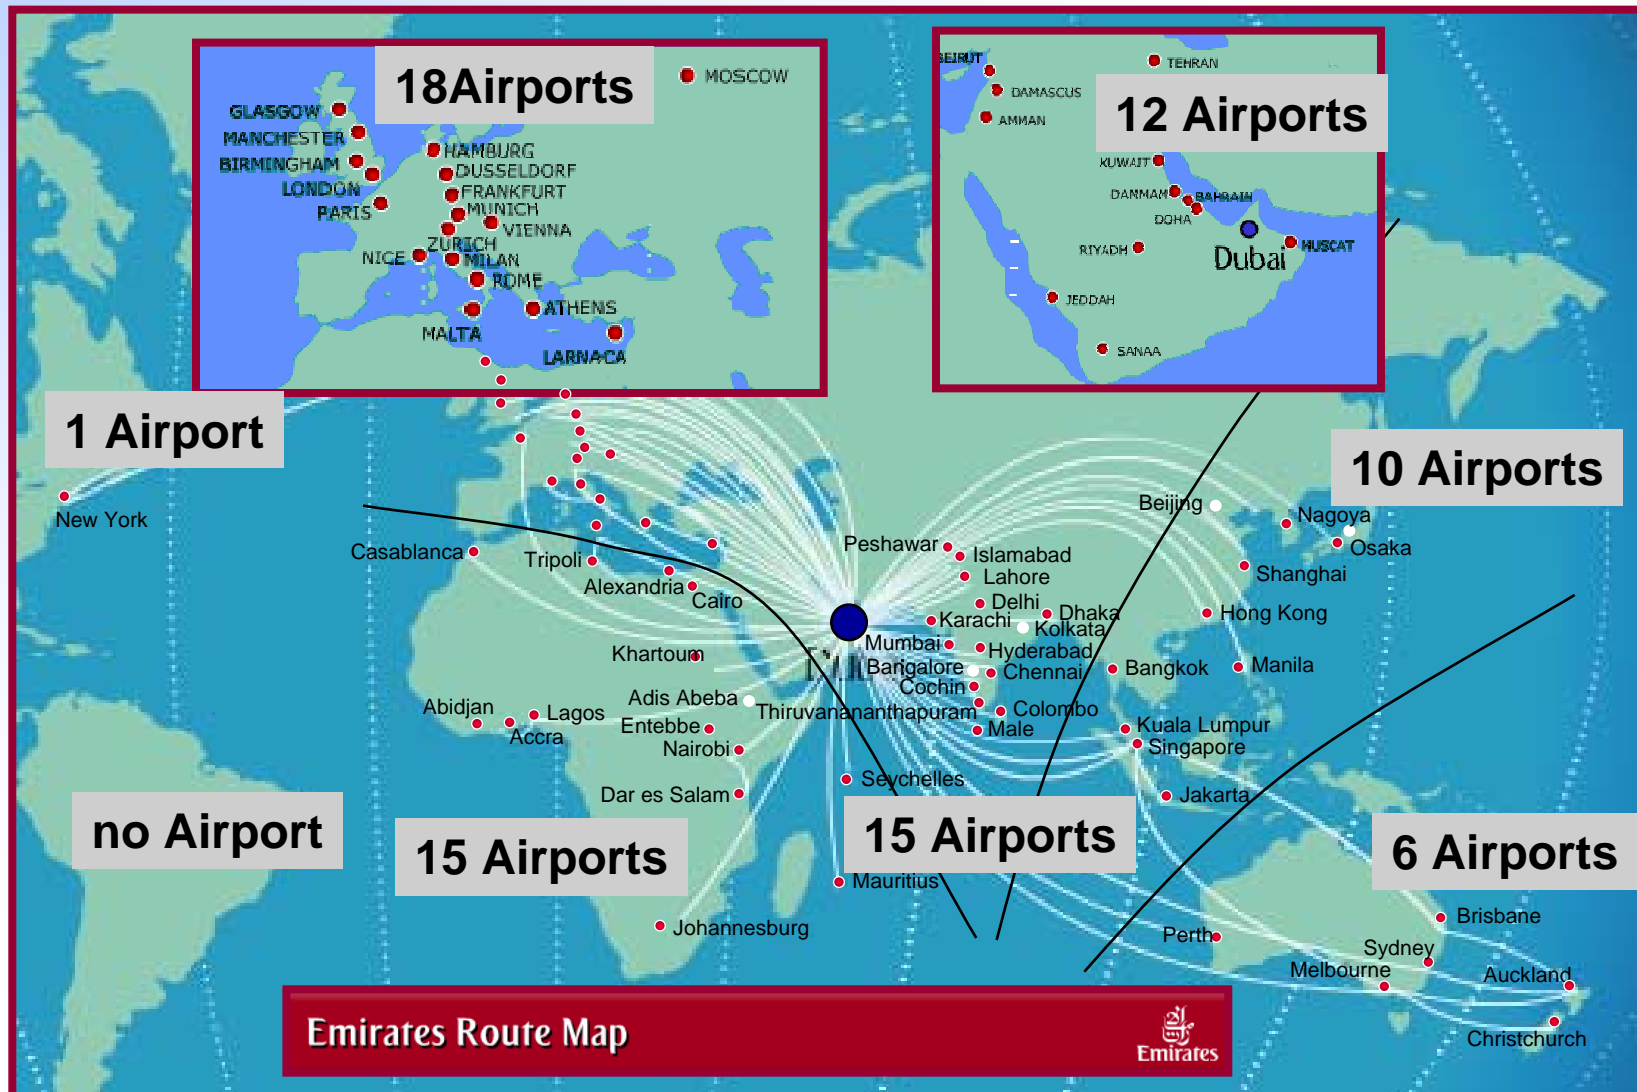 18Airports
MOSCOW
GLASGOW
MANCHESTER
BIRMINGHAM
LONDON
PARIS
HAMBURG
DUSSELDORF
FRANKFURT
MUNICH
VIENNA
ZURICH
NICE
MILAN
ROME
ATHENS
MALTA
LARNACA
BEIRUT
TEHRAN
DAMASCUS
12 Airports
AMMAN
KUWAIT
DAMMAM
BAHRAIN
DOHA
RIYADH
Dubai
MUSCAT
JEDDAH
SANAA
1 Airport
New York
10 Airports
Beijing
Nagoya
Osaka
Shanghai
Hong Kong
Manila
Bangkok
Kuala Lumpur
Singapore
Jakarta
Casablanca
Tripoli
Alexandria
Cairo
Khartoum
Adis Abeba
Abidjan
Lagos
Accra
Entebbe
Nairobi
Dar es Salam
Seychelles
Mauritius
Johannesburg
Peshawar
Islamabad
Lahore
Delhi
Karachi
Dhaka
Kolkata
Mumbai
Hyderabad
Bangalore
Chennai
Cochin
Thiruvanananthapuram
Colombo
Male
no Airport
15 Airports
15 Airports
6 Airports
Brisbane
Perth
Sydney
Melbourne
Auckland
Christchurch
Emirates Route Map
Emirates